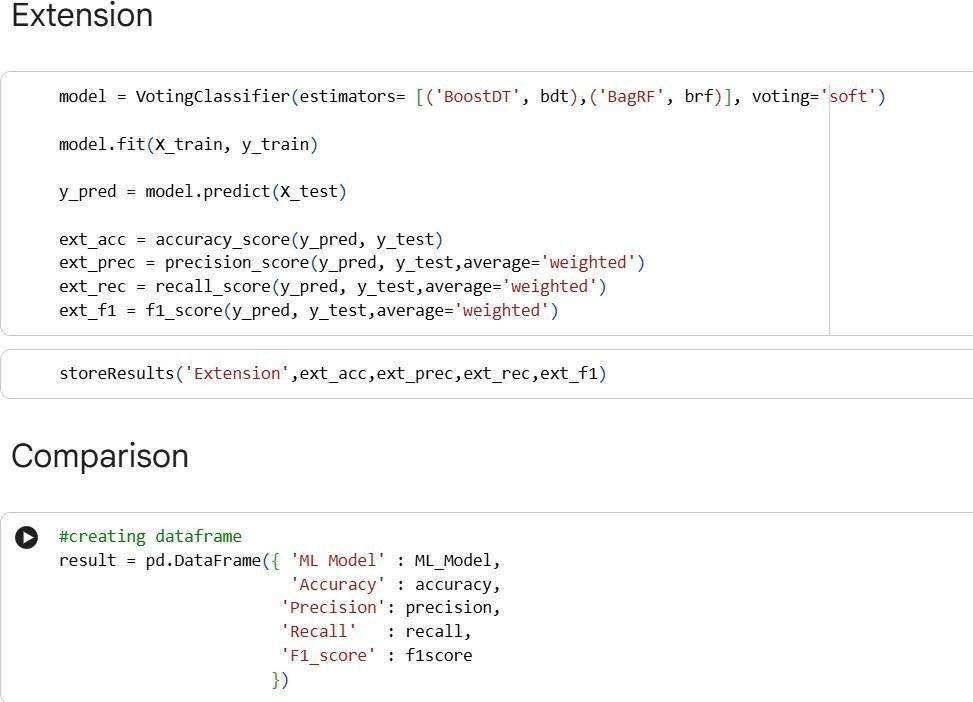 Extension
model = VotingClassifier(estimators= [('BoostDT', bdt),('BagRF', brf)], voting='soft')
model.fit(X_train, y_train)
y_pred = model.predict(X_test)
ext_acc = accuracy_score(y_pred, y_test)
ext_prec = precision_score(y_pred, y_test,average='weighted')
ext_rec = recall_score(y_pred, y_test,average='weighted')
ext_f1 = f1_score(y_pred, y_test,average='weighted')
storeResults('Extension',ext_acc,ext_prec,ext_rec,ext_f1)
Comparison
#creating dataframe
result = pd.DataFrame({ 'ML Model' : ML_Model,
'Accuracy' : accuracy,
'Precision': precision,
'Recall'   : recall,
'F1_score' : f1score
})